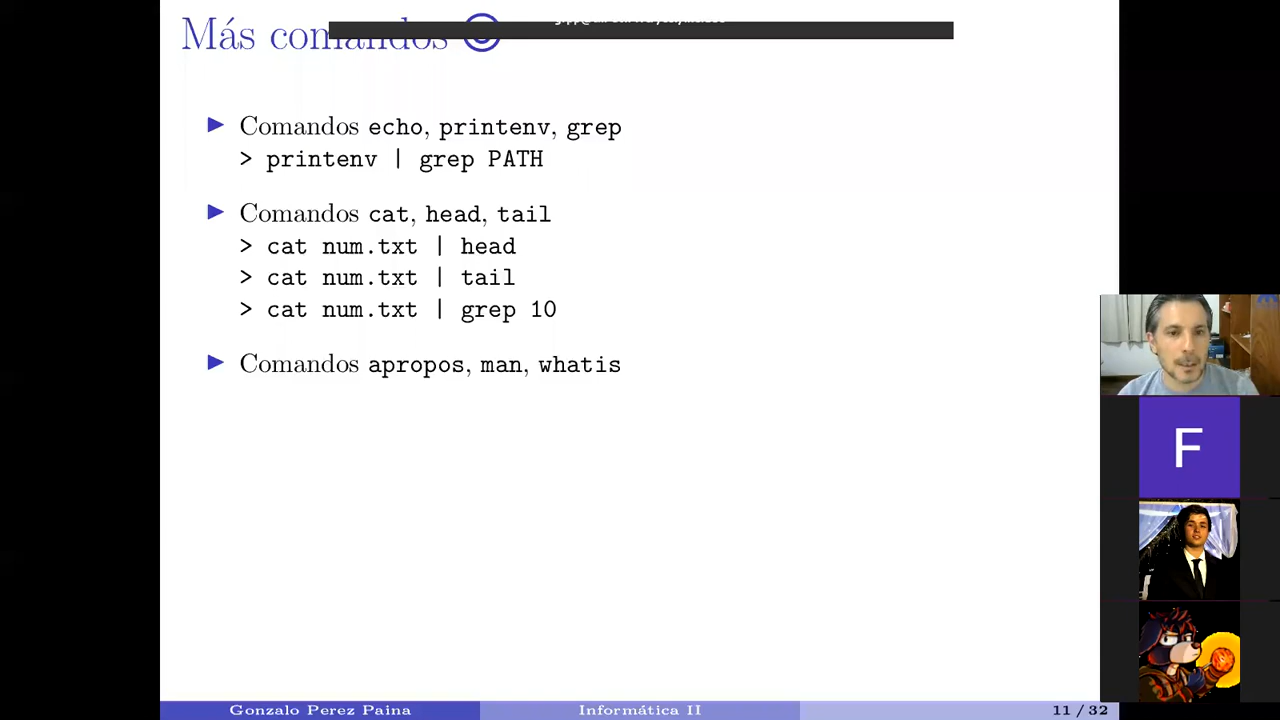 Más comandos
Comandos echo, printenv, grep
> printenv | grep PATH
Comandos cat, head, tail
> cat num.txt | head
> cat num.txt | tail
> cat num.txt | grep 10
Comandos apropos, man, whatis
F
Gonzalo Perez Paina Informática II 11 / 32